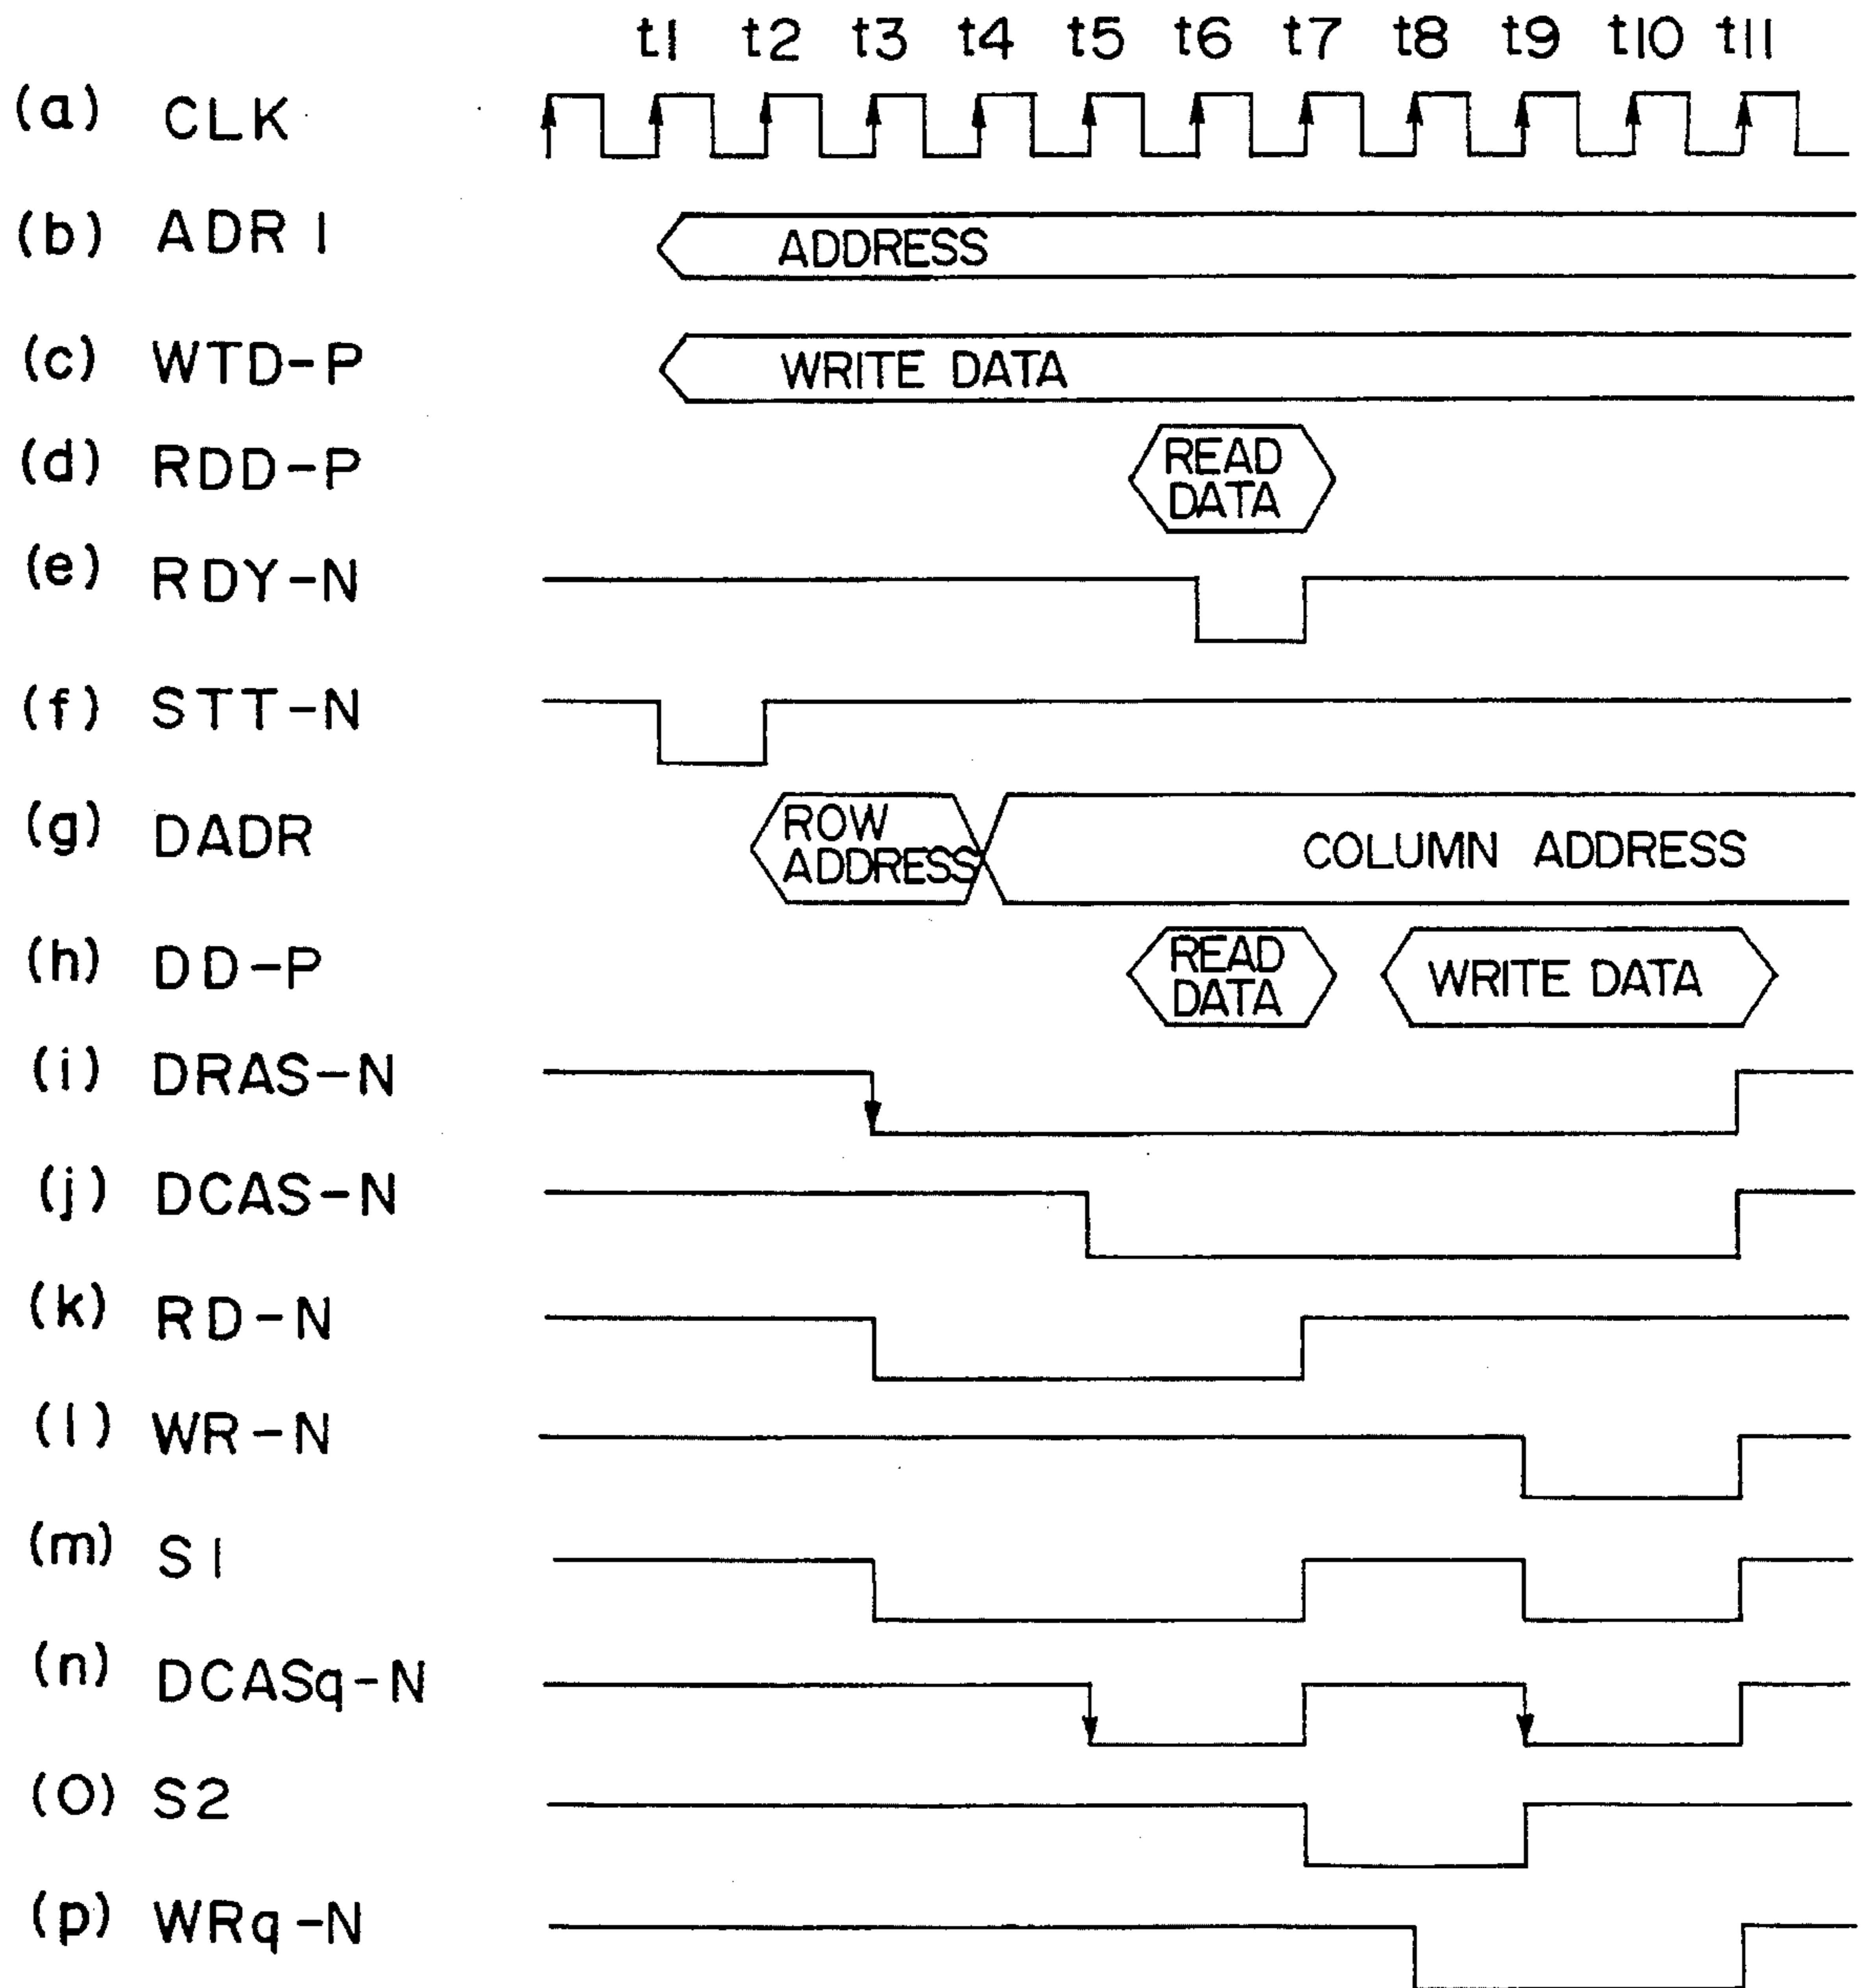 t1 t2 t3 t4 t5 t6 t7 t8 t9 t10 t11
(a) CLK
(b) ADR 1 ADDRESS
(c) WTD-P WRITE DATA
(d) RDD-P READ
DATA
(e) RDY-N
(f) STT-N
(g) DADR ROW
ADDRESS COLUMN ADDRESS
(h) DD-P READ
DATA WRITE DATA
(i) DRAS-N
(j) DCAS-N
(k) RD-N
(l) WR-N
(m) S1
(n) DCASq-N
(O) S2
(p) WRq-N